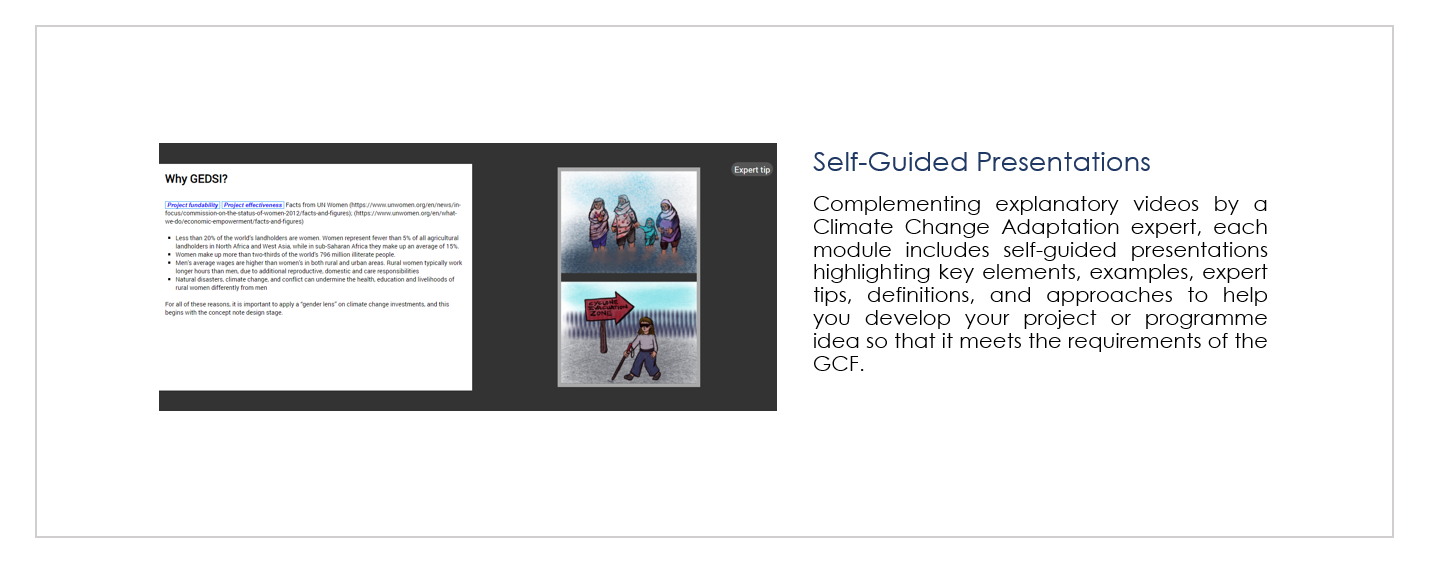 Why GEDSI?
Project fundability Project effectiveness Facts from UN Women (https://www.unwomen.org/en/news/in-
focus/commission-on-the-status-of-women-2012/facts-and-figures); (https://www.unwomen.org/en/what-
we-do/economic-empowerment/facts-and-figures)
Less than 20% of the world's landholders are women. Women represent fewer than 5% of all agricultural
landholders in North Africa and West Asia, while in sub-Saharan Africa they make up an average of 15%.
Women make up more than two-thirds of the world's 796 million illiterate people.
Men's average wages are higher than women's in both rural and urban areas. Rural women typically work
longer hours than men, due to additional reproductive, domestic and care responsibilities
Natural disasters, climate change, and conflict can undermine the health, education and livelihoods of
rural women differently from men
For all of these reasons, it is important to apply a "gender lens" on climate change investments, and this
begins with the concept note design stage.
Expert tip
CYCLONE
EVACUATION
ZONE
Self-Guided Presentations
Complementing explanatory videos by a
Climate Change Adaptation expert, each
module includes self-guided presentations
highlighting key elements, examples, expert
tips, definitions, and approaches to help
you develop your project or programme
idea so that it meets the requirements of the
GCF.